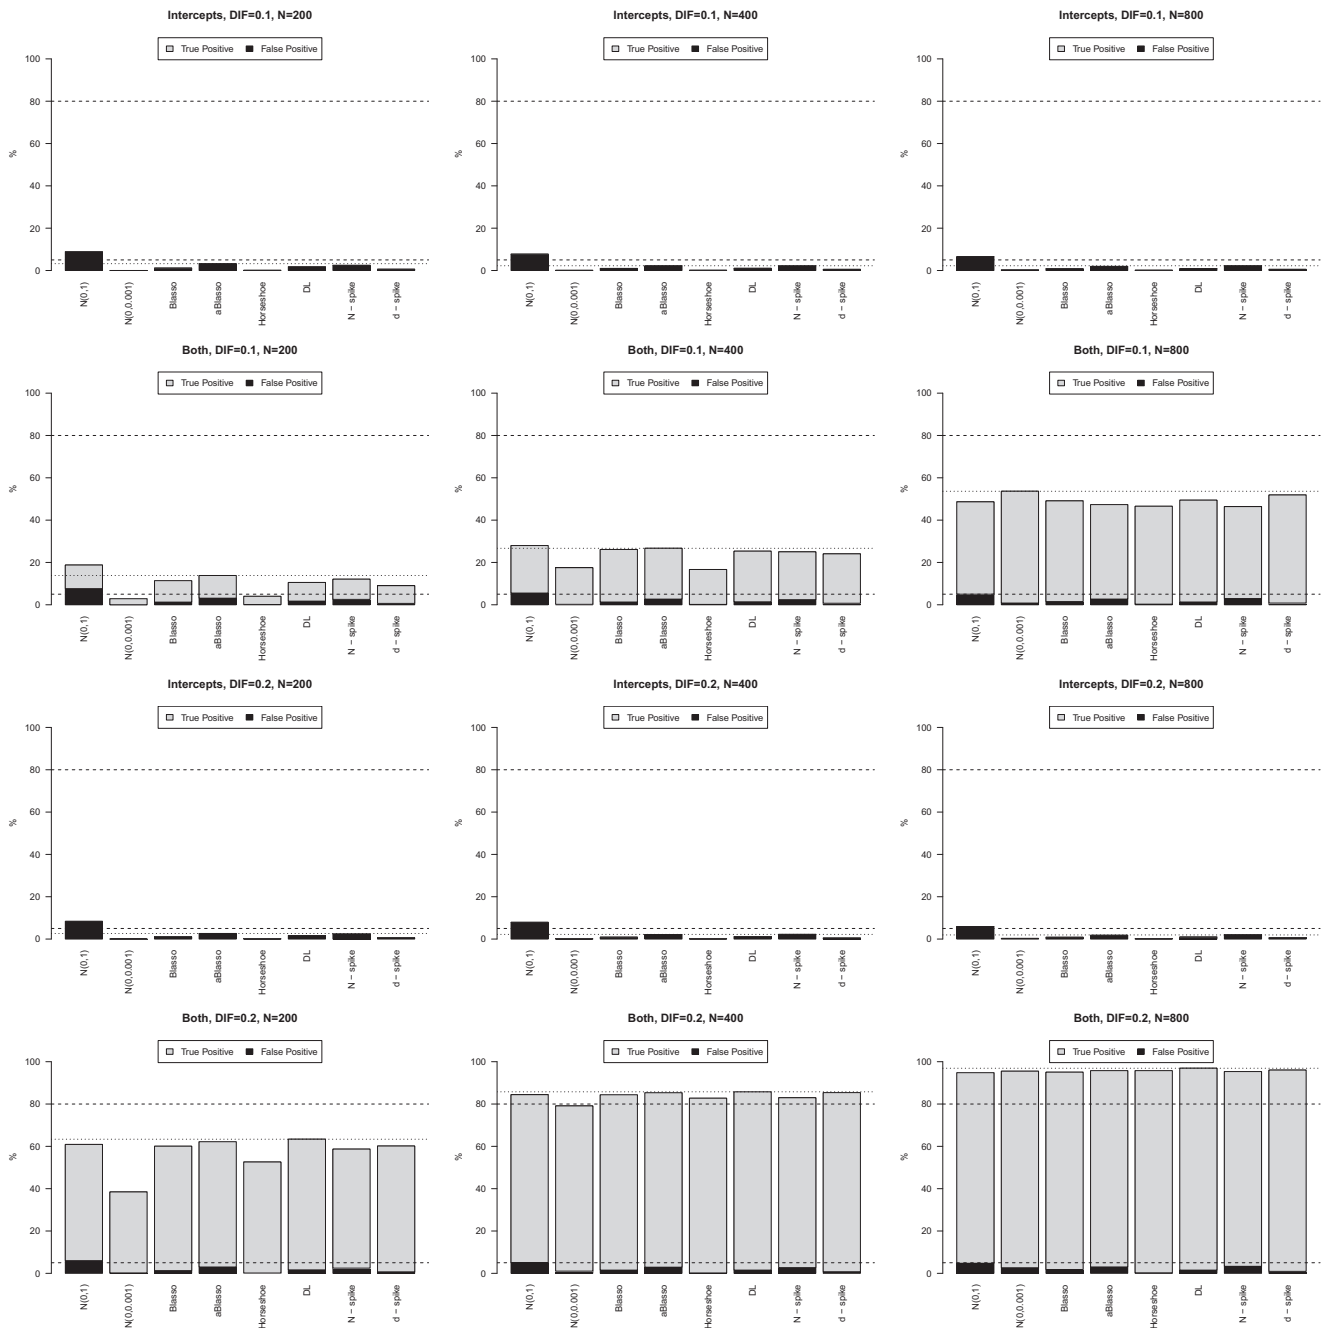 Intercepts, DIF=0.1, N=200
True Positive False Positive
100
80
60
40
20
0
%
N(0,1)
N(0,0.001)
Blasso
aBlasso
Horseshoe
DL
N − spike
d − spike
Intercepts, DIF=0.1, N=400
True Positive False Positive
100
80
60
40
20
0
%
N(0,1)
N(0,0.001)
Blasso
aBlasso
Horseshoe
DL
N − spike
d − spike
Intercepts, DIF=0.1, N=800
True Positive False Positive
100
80
60
40
20
0
%
N(0,1)
N(0,0.001)
Blasso
aBlasso
Horseshoe
DL
N − spike
d − spike
Both, DIF=0.1, N=200
True Positive False Positive
100
80
60
40
20
0
%
N(0,1)
N(0,0.001)
Blasso
aBlasso
Horseshoe
DL
N − spike
d − spike
Both, DIF=0.1, N=400
True Positive False Positive
100
80
60
40
20
0
%
N(0,1)
N(0,0.001)
Blasso
aBlasso
Horseshoe
DL
N − spike
d − spike
Both, DIF=0.1, N=800
True Positive False Positive
100
80
60
40
20
0
%
N(0,1)
N(0,0.001)
Blasso
aBlasso
Horseshoe
DL
N − spike
d − spike
Intercepts, DIF=0.2, N=200
True Positive False Positive
100
80
60
40
20
0
%
N(0,1)
N(0,0.001)
Blasso
aBlasso
Horseshoe
DL
N − spike
d − spike
Intercepts, DIF=0.2, N=400
True Positive False Positive
100
80
60
40
20
0
%
N(0,1)
N(0,0.001)
Blasso
aBlasso
Horseshoe
DL
N − spike
d − spike
Intercepts, DIF=0.2, N=800
True Positive False Positive
100
80
60
40
20
0
%
N(0,1)
N(0,0.001)
Blasso
aBlasso
Horseshoe
DL
N − spike
d − spike
Both, DIF=0.2, N=200
True Positive False Positive
100
80
60
40
20
0
%
N(0,1)
N(0,0.001)
Blasso
aBlasso
Horseshoe
DL
N − spike
d − spike
Both, DIF=0.2, N=400
True Positive False Positive
100
80
60
40
20
0
%
N(0,1)
N(0,0.001)
Blasso
aBlasso
Horseshoe
DL
N − spike
d − spike
Both, DIF=0.2, N=800
True Positive False Positive
100
80
60
40
20
0
%
N(0,1)
N(0,0.001)
Blasso
aBlasso
Horseshoe
DL
N − spike
d − spike